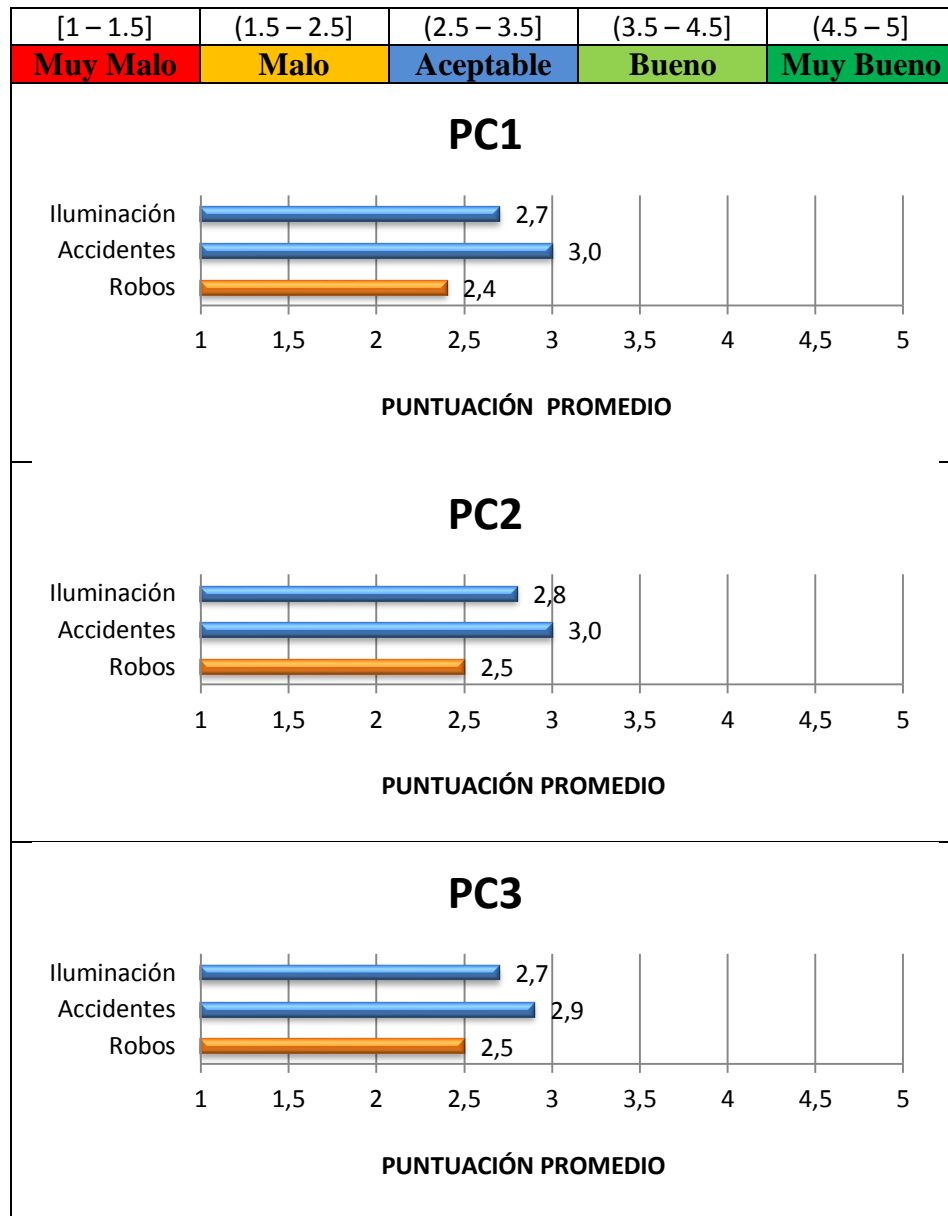 [1 – 1.5] (1.5 – 2.5] (2.5 – 3.5] (3.5 – 4.5] (4.5 – 5]
Muy Malo Malo Aceptable Bueno Muy Bueno
PC1
Iluminación 2,7
Accidentes 3,0
Robos 2,4
1 1,5 2 2,5 3 3,5 4 4,5 5
PUNTUACIÓN PROMEDIO
PC2
Iluminación 2,8
Accidentes 3,0
Robos 2,5
1 1,5 2 2,5 3 3,5 4 4,5 5
PUNTUACIÓN PROMEDIO
PC3
Iluminación 2,7
Accidentes 2,9
Robos 2,5
1 1,5 2 2,5 3 3,5 4 4,5 5
PUNTUACIÓN PROMEDIO